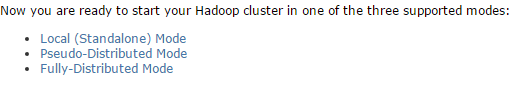 Now you are ready to start your Hadoop cluster in one of the three supported modes:
• Local (Standalone) Mode
• Pseudo-Distributed Mode
• Fully-Distributed Mode